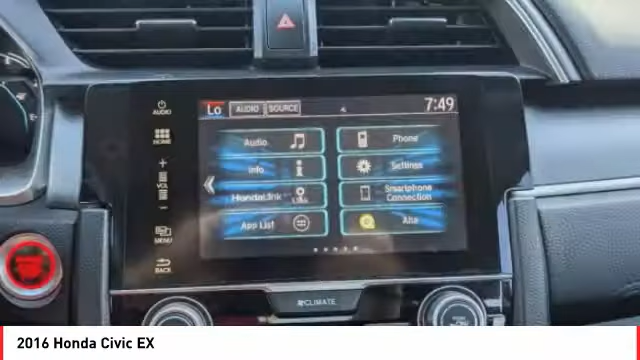 AUDIO
HOME
+
VOL
-
MENU
BACK
Lo AUDIO SOURCE 7:49
Audio
Phone
Info
Settings
HondaLink
LINK
Smartphone
Connection
App List
Aha
CLIMATE
2016 Honda Civic EX